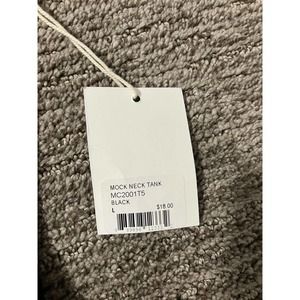 MOCK NECK TANK
MC2001T5
BLACK
L $18.00